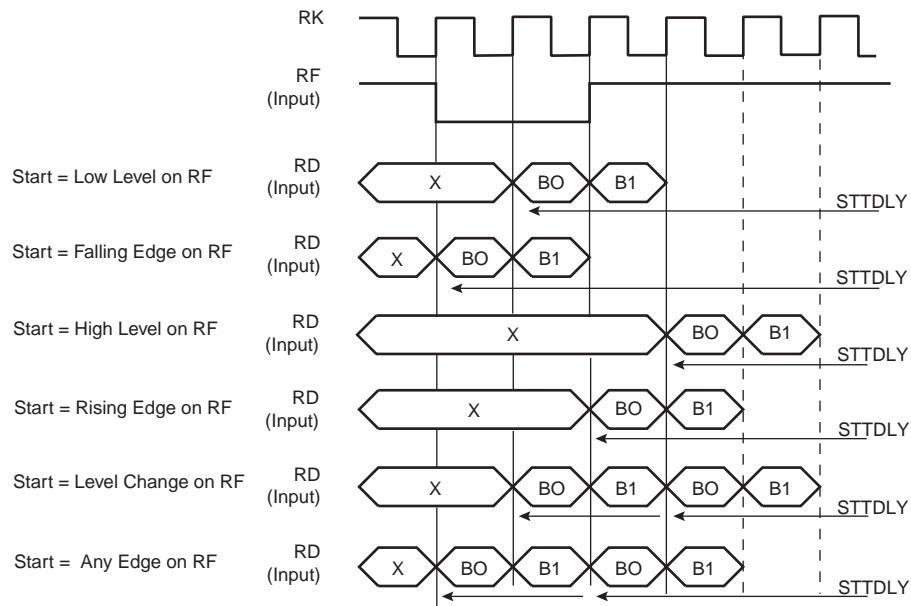 RK
RF
(Input)
Start = Low Level on RF
RD
(Input)
X
BO
B1
STTDLY
Start = Falling Edge on RF
RD
(Input)
X
BO
B1
STTDLY
Start = High Level on RF
RD
(Input)
X
BO
B1
STTDLY
Start = Rising Edge on RF
RD
(Input)
X
BO
B1
STTDLY
Start = Level Change on RF
RD
(Input)
X
BO
B1
BO
B1
STTDLY
Start = Any Edge on RF
RD
(Input)
X
BO
B1
BO
B1
STTDLY